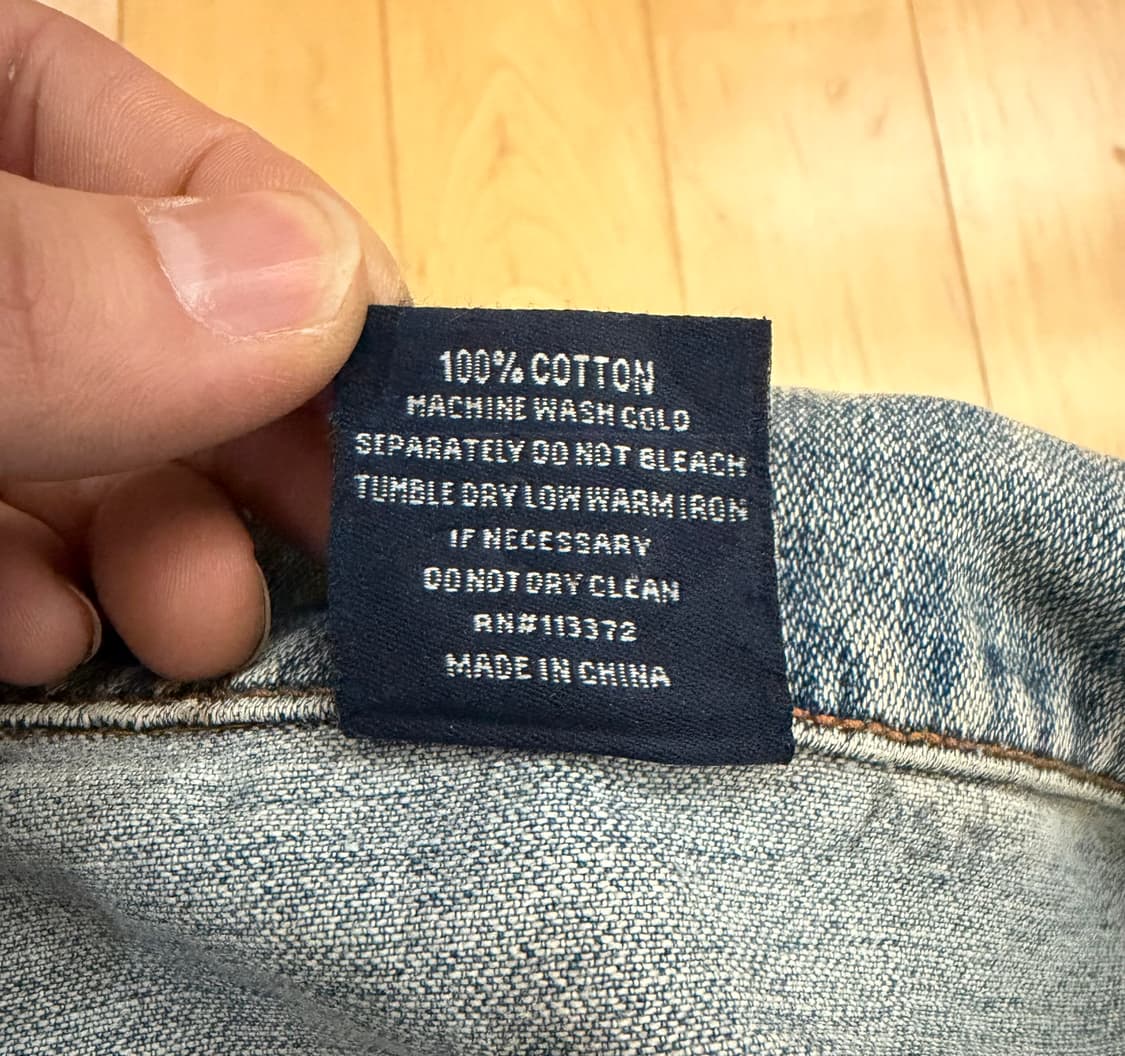 100% COTTON
MACHINE WASH COLD
SEPARATELY DO NOT BLEACH
TUMBLE DRY LOW WARM IRON
IF NECESSARY
DO NOT DRY CLEAN
RN#113372
MADE IN CHINA